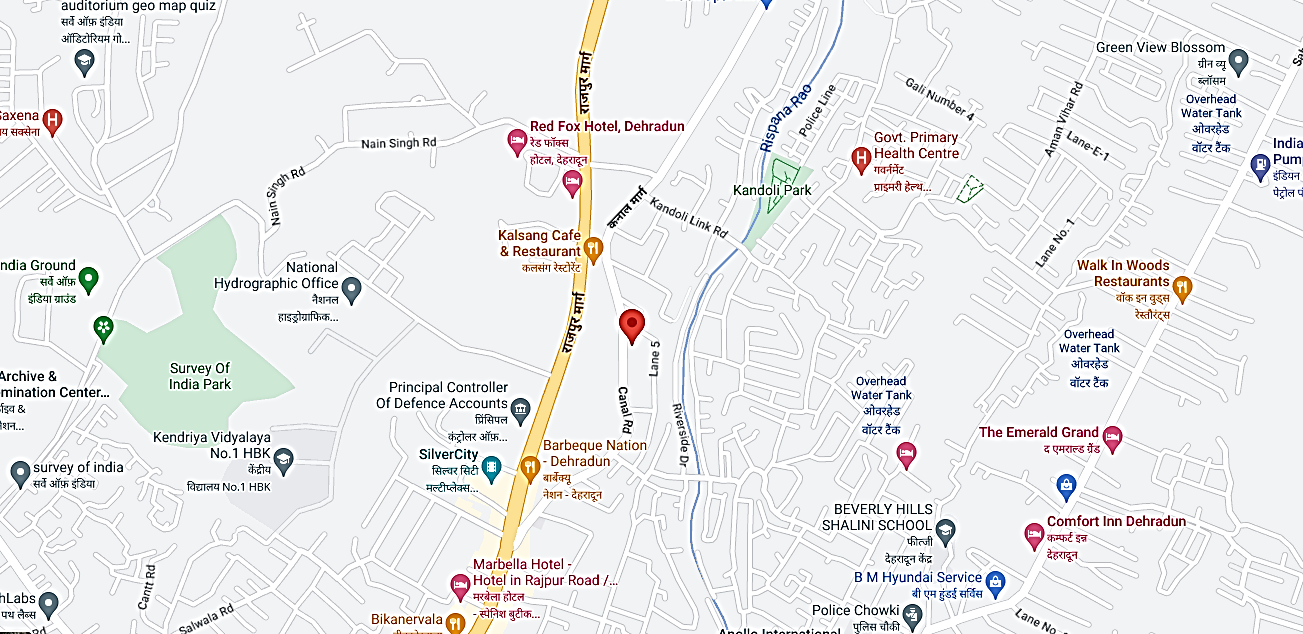 auditorium geo map quiz
सर्वे ऑफ़ इंडिया
ऑडिटोरियम गो...
Saxena
राजपुर मार्ग
Red Fox Hotel, Dehradun
रेड फॉक्स
होटल, देहरादून
Nain Singh Rd
Nain Singh Rd
Rispana Rao
Police Line
Gali Number 4
Green View Blossom
ग्रीन व्यू
ब्लॉसम
Overhead
Water Tank
ओवरहेड
वॉटर टैंक
Aman Vihar Rd
Lane-E-1
Govt. Primary
Health Centre
गवर्नमेंट
प्राइमरी हेल्थ...
Kandoli Park
कनाल मार्ग
Kandoli Link Rd
India
Pum
इंडियन
पेट्रोल
Kalsang Cafe
& Restaurant
कलसंग रेस्टोरेंट
Lane No. 1
Walk In Woods
Restaurants
वॉक इन वुड्स
रेस्तौरंट्स
ndia Ground
सर्वे ऑफ़
इंडिया ग्राउंड
National
Hydrographic Office
नैशनल
हाइड्रोग्राफिक...
राजपुर मार्ग
Lane 5
Overhead
Water Tank
ओवरहेड
वॉटर टैंक
Survey Of
India Park
Archive &
mination Center...
Principal Controller
Of Defence Accounts
प्रिंसिपल
कंट्रोलर ऑफ़...
Canal Rd
Riverside Dr
Overhead
Water Tank
ओवरहेड
वॉटर टैंक
Kendriya Vidyalaya
No.1 HBK
केंद्रीय
विद्यालय No.1 HBK
SilverCity
सिल्वर सिटी
मल्टीप्लेक्स...
Barbeque Nation
- Dehradun
बार्बेक्यू
नेशन - देहरादून
The Emerald Grand
द एमराल्ड ग्रैंड
survey of india
सर्वे ऑफ़ इंडिया
BEVERLY HILLS
SHALINI SCHOOL
फीत्जी
देहरादून केंद्र
Comfort Inn Dehradun
कम्फर्ट इन्न
देहरादून
Marbella Hotel -
Hotel in Rajpur Road /...
मरबेला होटल
- स्पेनिश बुटीक...
B M Hyundai Service
बी एम हुंडई सर्विस
Cantt Rd
Salwala Rd
hLabs
पथ लैब्स
Bikanervala
Police Chowki
पुलिस चौकी
Lane No.
Apollo International